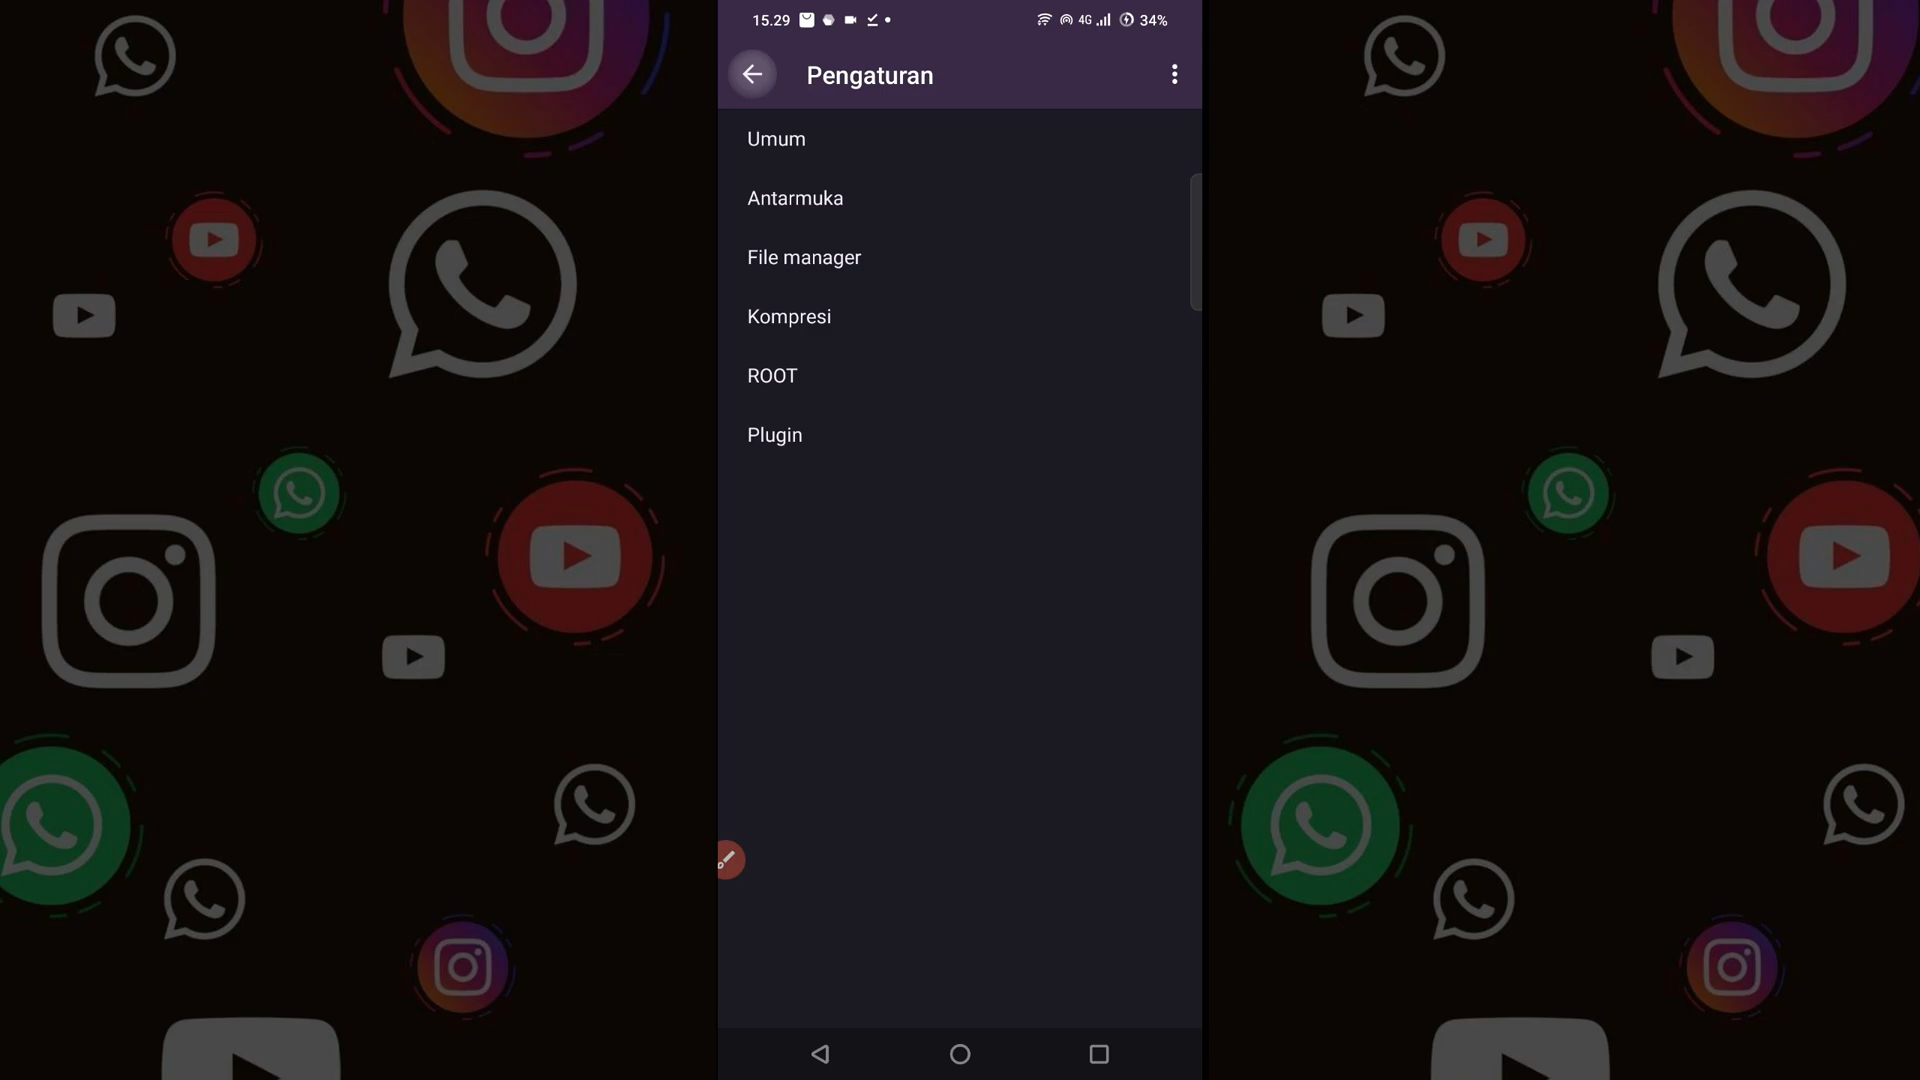 15.29 4G 34%
Pengaturan
Umum
Antarmuka
File manager
Kompresi
ROOT
Plugin